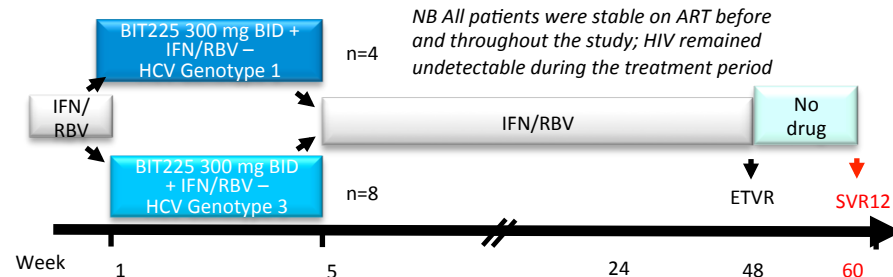 BIT225 300 mg BID +
IFN/RBV –
HCV Genotype 1
n=4
NB All patients were stable on ART before
and throughout the study; HIV remained
undetectable during the treatment period
IFN/
RBV
IFN/RBV
No
drug
BIT225 300 mg BID
+ IFN/RBV –
HCV Genotype 3
n=8
ETVR
SVR12
Week
1
5
24
48
60